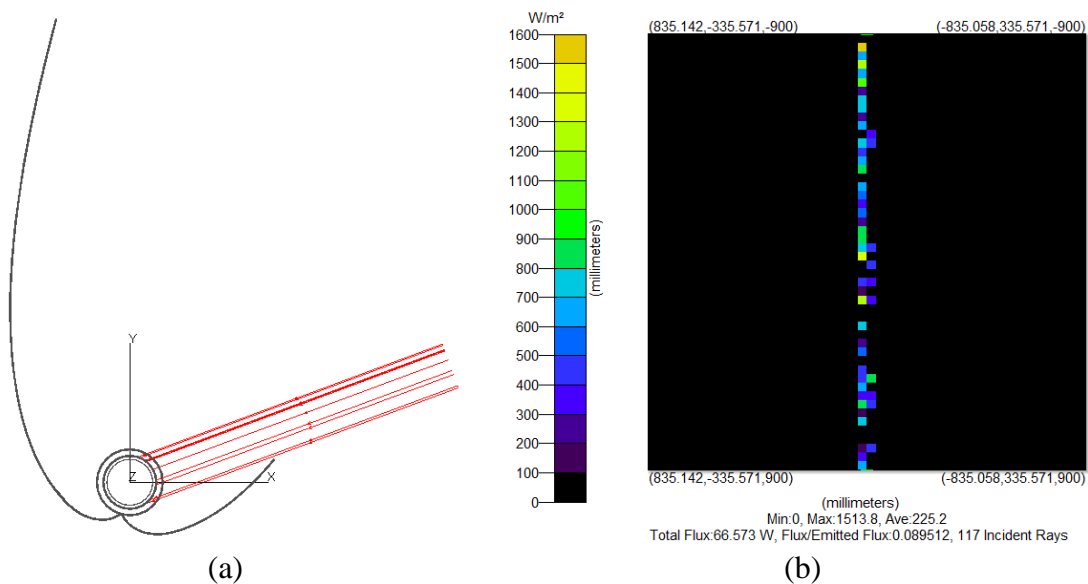 W/m²
1600
1500
1400
1300
1200
1100
1000
900
800
700
600
500
400
300
200
100
0
(millimeters)
Y
Z
X
(835.142,-335.571,-900) (-835.058,335.571,-900)
(835.142,-335.571,900) (-835.058,335.571,900)
(millimeters)
Min:0, Max:1513.8, Ave:225.2
Total Flux:66.573 W, Flux/Emitted Flux:0.089512, 117 Incident Rays
(a) (b)